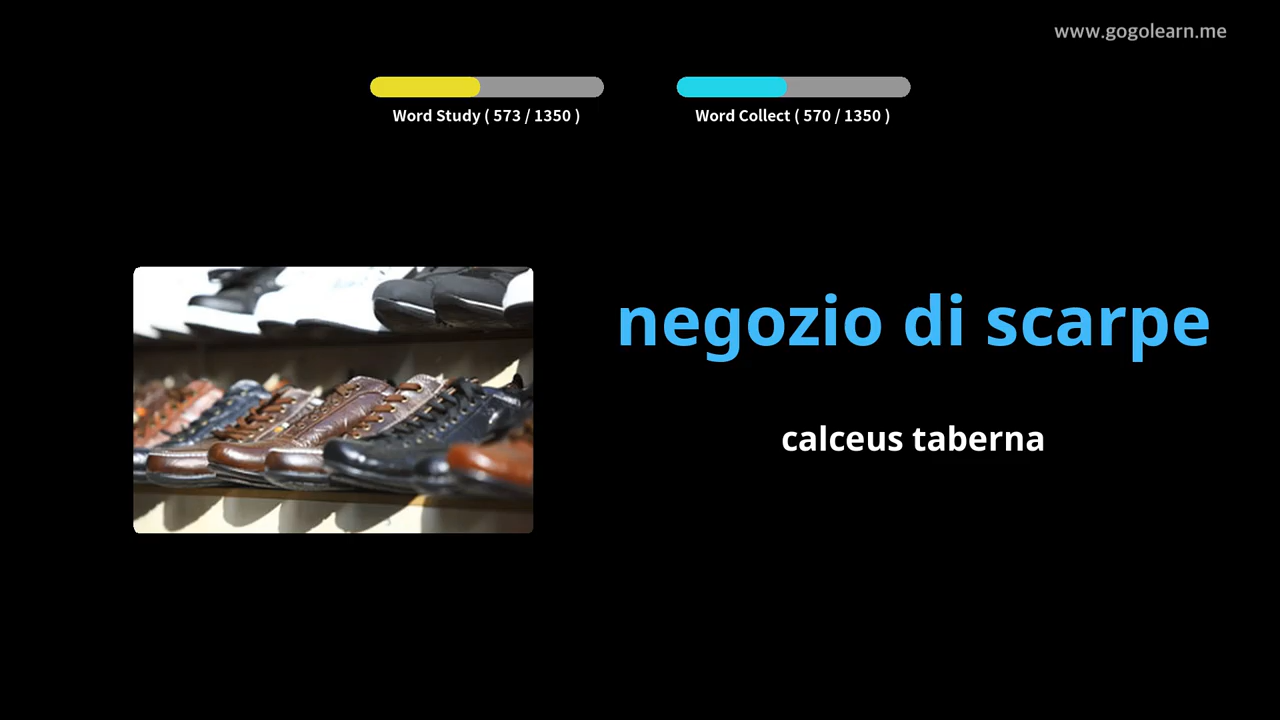 www.gogolearn.me
Word Study ( 573 / 1350 )
Word Collect ( 570 / 1350 )
negozio di scarpe
calceus taberna